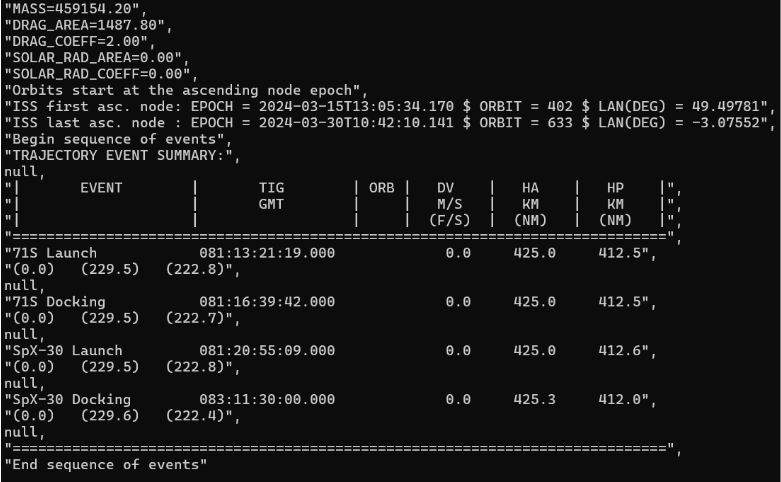 "MASS=459154.20",
"DRAG_AREA=1487.80",
"DRAG_COEFF=2.00",
"SOLAR_RAD_AREA=0.00",
"SOLAR_RAD_COEFF=0.00",
"Orbits start at the ascending node epoch",
"ISS first asc. node: EPOCH = 2024-03-15T13:05:34.170 $ ORBIT = 402 $ LAN(DEG) = 49.49781",
"ISS last asc. node : EPOCH = 2024-03-30T10:42:10.141 $ ORBIT = 633 $ LAN(DEG) = -3.07552",
"Begin sequence of events",
"TRAJECTORY EVENT SUMMARY:",
null,
"|       EVENT        |       TIG        | ORB |   DV    |   HA    |   HP    |",
"|                    |       GMT        |     |   M/S   |   KM    |   KM    |",
"|                    |                  |     |  (F/S)  |  (NM)   |  (NM)   |",
"=============================================================================",
"71S Launch            081:13:21:19.000             0.0     425.0     412.5",
"(0.0)   (229.5)   (222.8)",
null,
"71S Docking           081:16:39:42.000             0.0     425.0     412.5",
"(0.0)   (229.5)   (222.7)",
null,
"SpX-30 Launch         081:20:55:09.000             0.0     425.0     412.6",
"(0.0)   (229.5)   (222.8)",
null,
"SpX-30 Docking        083:11:30:00.000             0.0     425.3     412.0",
"(0.0)   (229.6)   (222.4)",
null,
"=============================================================================",
"End sequence of events"